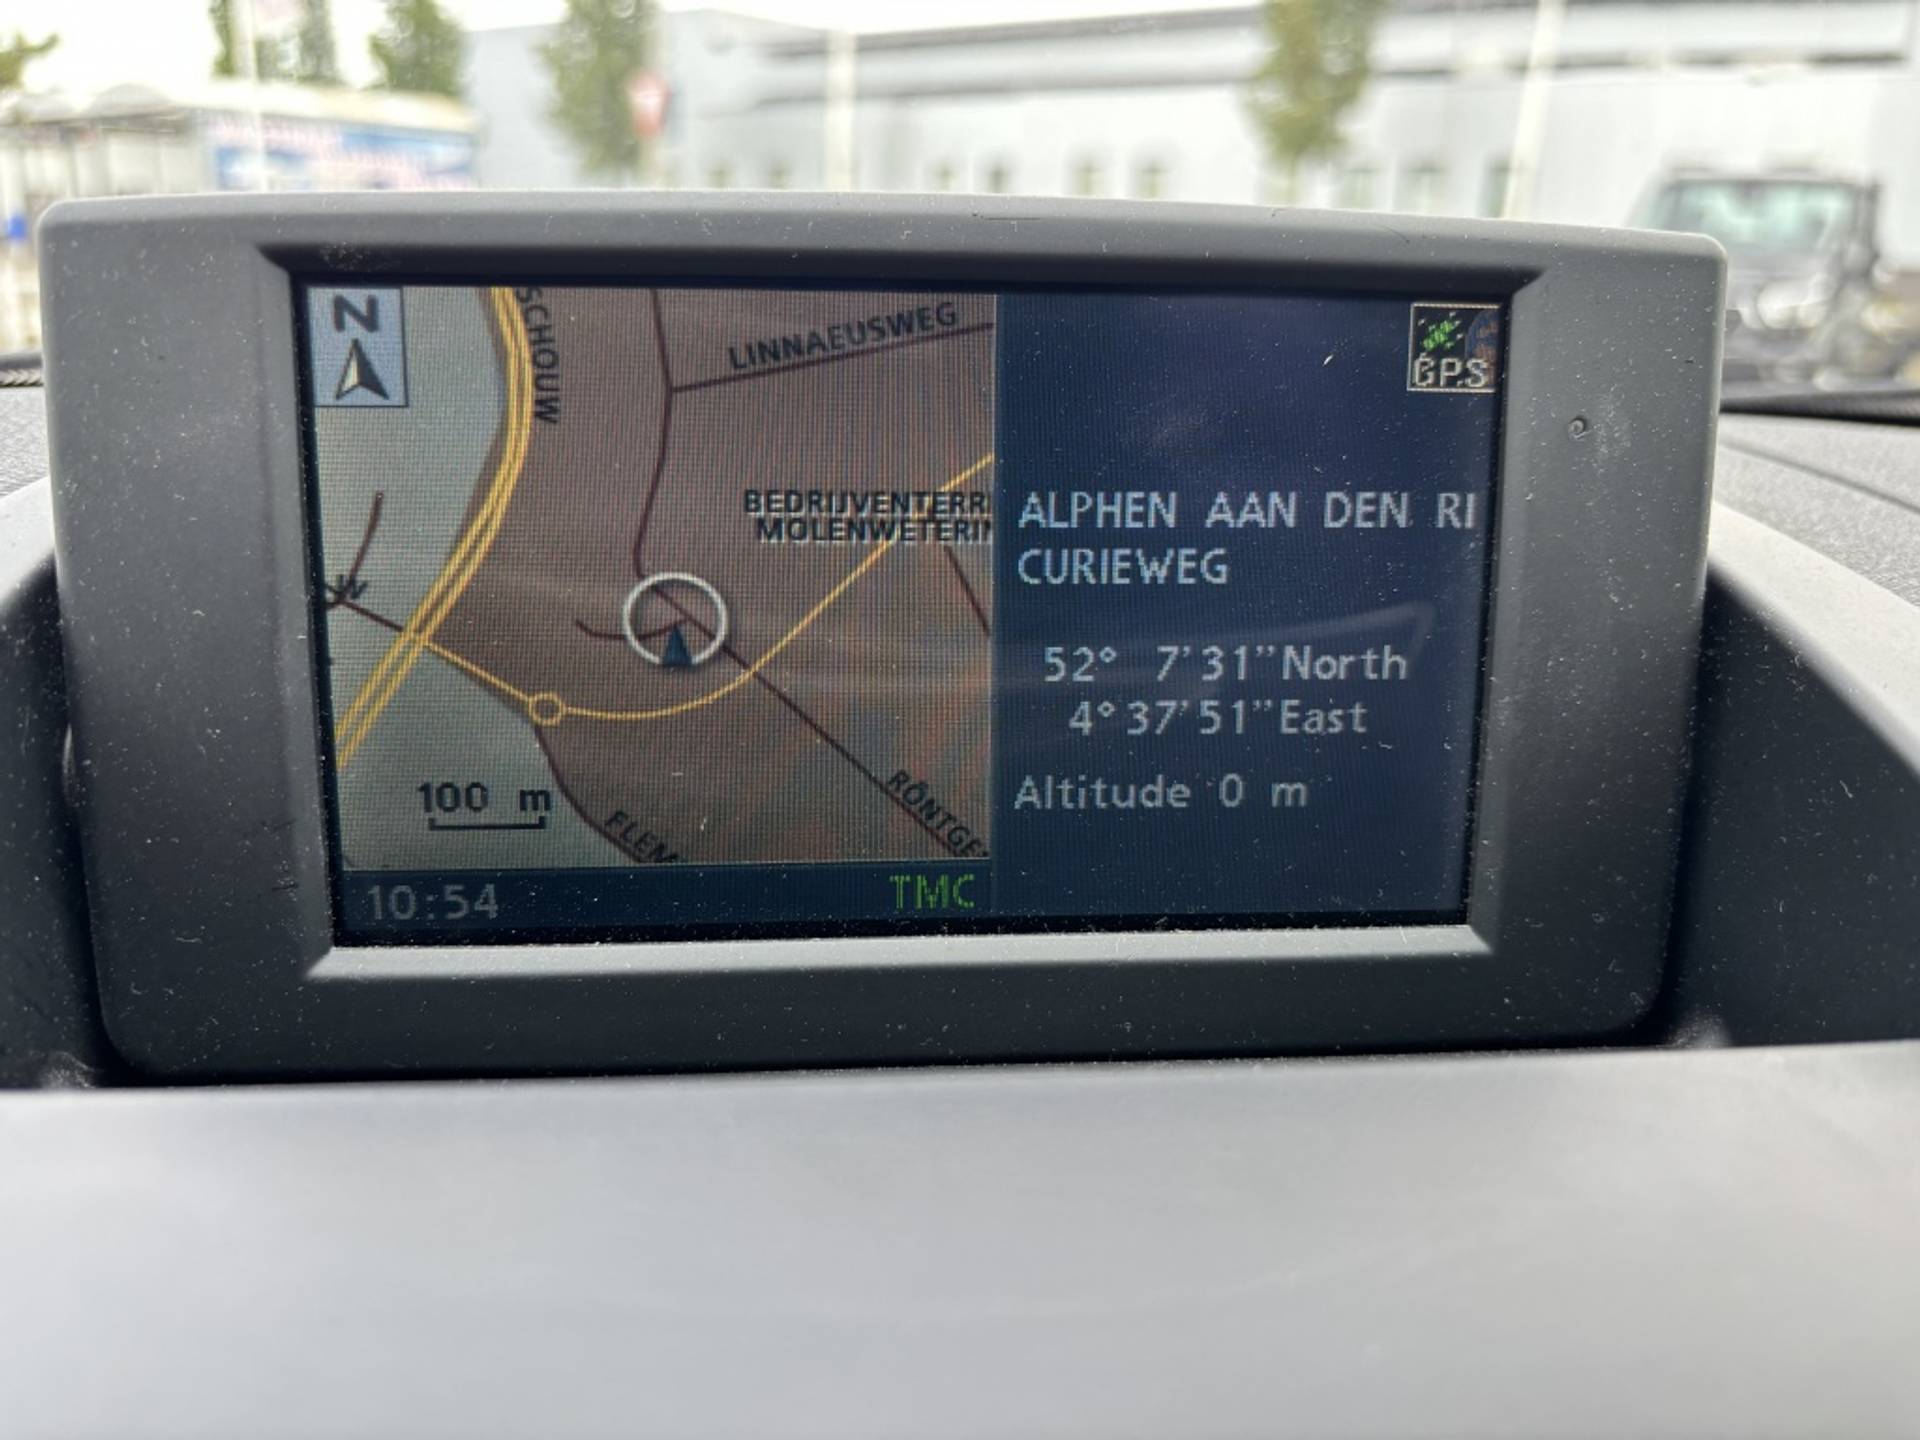 N
SCHOUW
LINNAEUSWEG
GPS
BEDRIJVENTERR
MOLENWETERIN
W
100 m
FLEM
RÖNTGE
10:54
TMC
ALPHEN AAN DEN RI
CURIEWEG
52° 7'31"North
4°37'51"East
Altitude 0 m